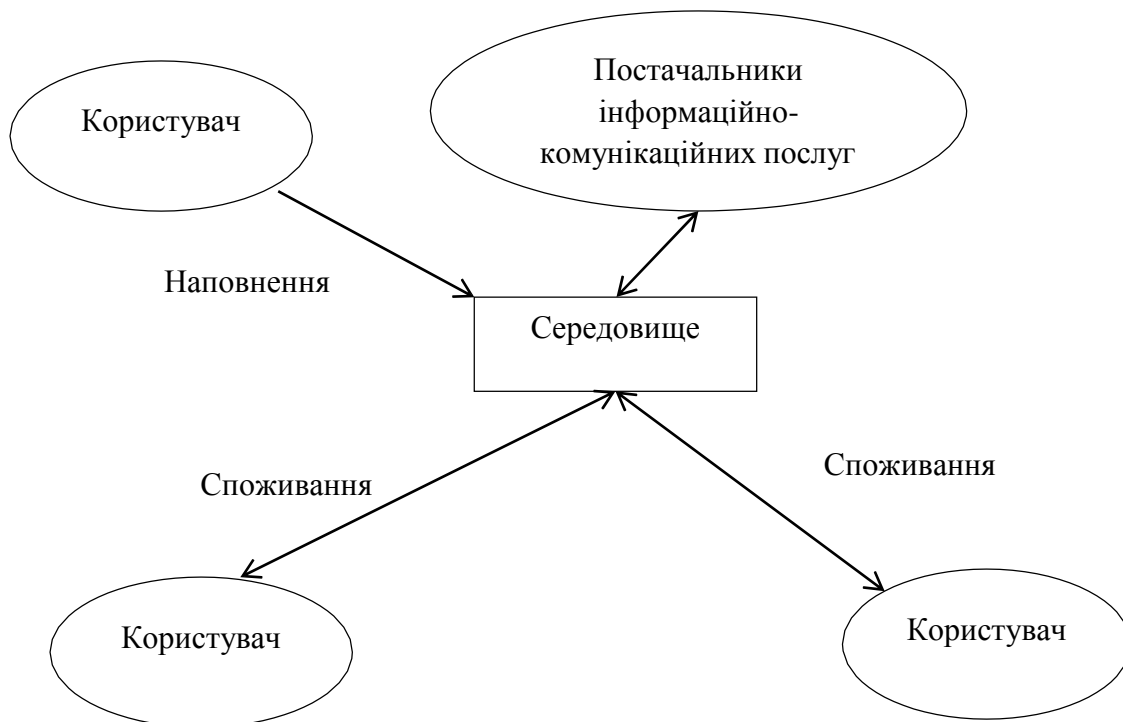 Користувач
Постачальники
інформаційно-
комунікаційних послуг
Наповнення
Середовище
Споживання
Споживання
Користувач
Користувач